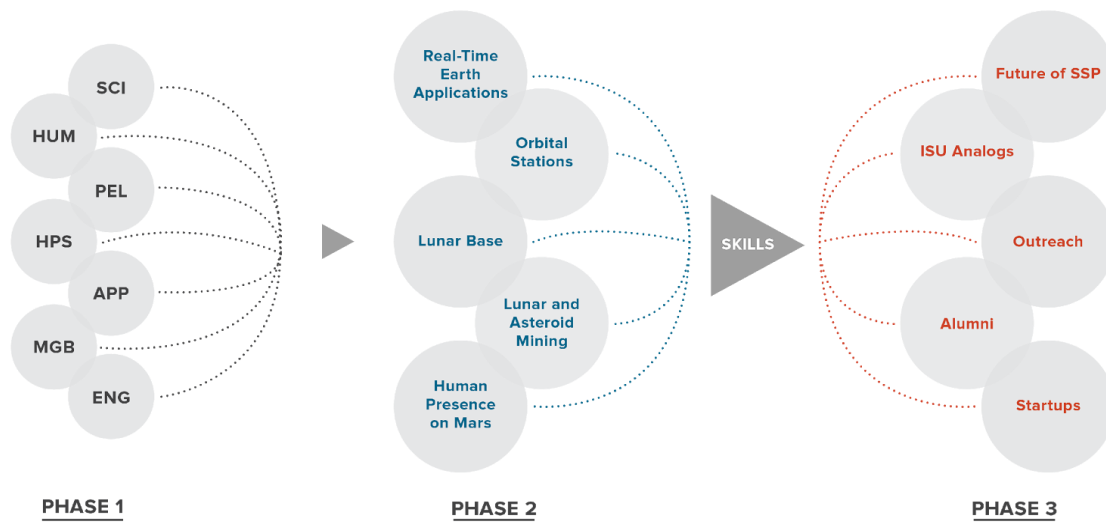 SCI
HUM
PEL
HPS
APP
MGB
ENG
PHASE 1
Real-Time
Earth
Applications
Orbital
Stations
Lunar Base
Lunar and
Asteroid
Mining
Human
Presence
on Mars
PHASE 2
SKILLS
Future of SSP
ISU Analogs
Outreach
Alumni
Startups
PHASE 3